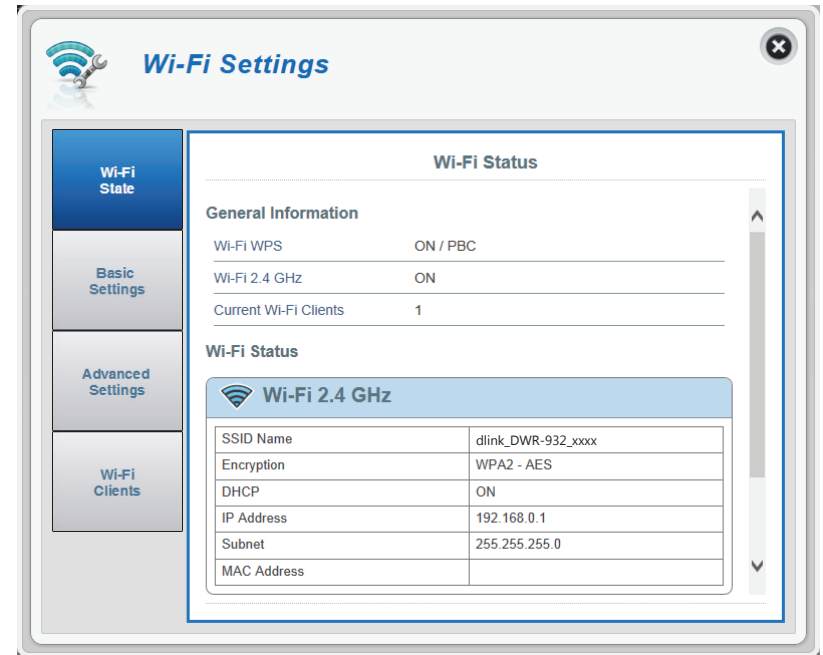 Wi-Fi Settings
Wi-Fi
State
Basic
Settings
Advanced
Settings
Wi-Fi
Clients
Wi-Fi Status
General Information
Wi-Fi WPS ON / PBC
Wi-Fi 2.4 GHz ON
Current Wi-Fi Clients 1
Wi-Fi Status
Wi-Fi 2.4 GHz
SSID Name dlink_DWR-932_xxxx
Encryption WPA2 - AES
DHCP ON
IP Address 192.168.0.1
Subnet 255.255.255.0
MAC Address